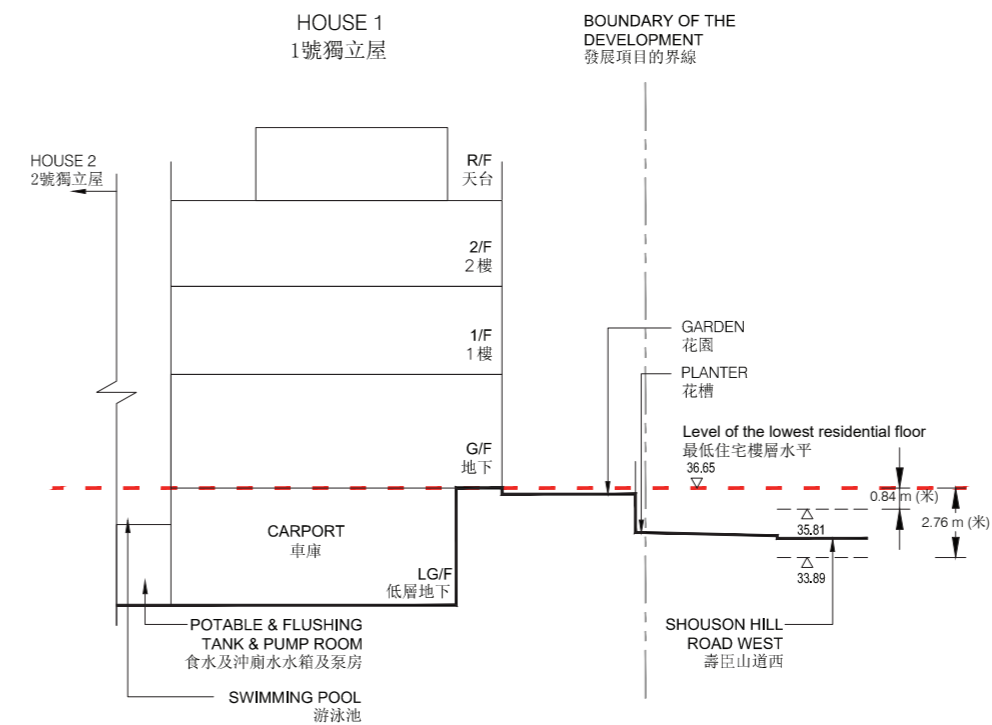 HOUSE 1
1號獨立屋
BOUNDARY OF THE
DEVELOPMENT
發展項目的界線
HOUSE 2
2號獨立屋
R/F
天台
2/F
2樓
1/F
1樓
GARDEN
花園
PLANTER
花槽
Level of the lowest residential floor
最低住宅樓層水平
36.65
G/F
地下
0.84 m (米)
2.76 m (米)
35.81
33.89
CARPORT
車庫
LG/F
低層地下
POTABLE & FLUSHING
TANK & PUMP ROOM
食水及沖廁水水箱及泵房
SHOUSON HILL
ROAD WEST
壽臣山道西
SWIMMING POOL
游泳池